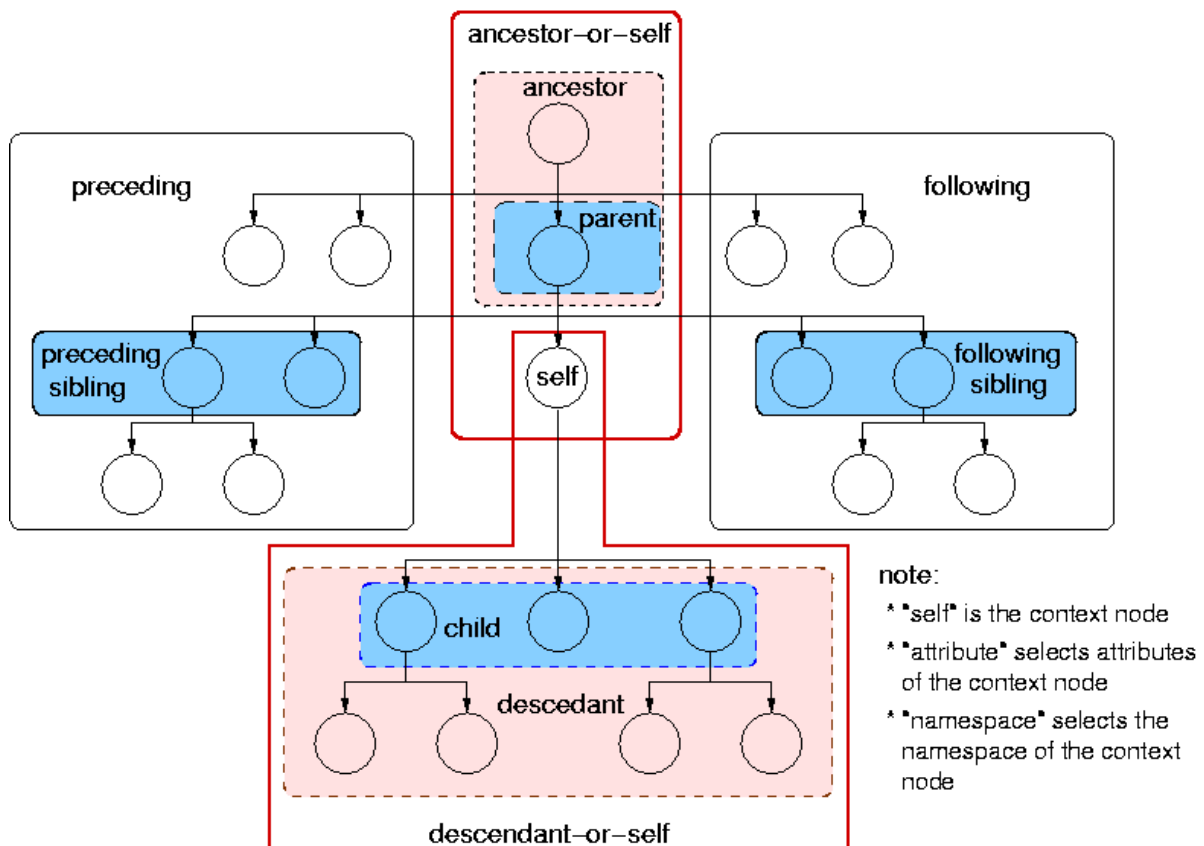 ancestor-or-self
ancestor
preceding
following
parent
preceding
sibling
self
following
sibling
note:
* "self" is the context node
child
* "attribute" selects attributes
of the context node
descedant
* "namespace" selects the
namespace of the context
node
descendant-or-self